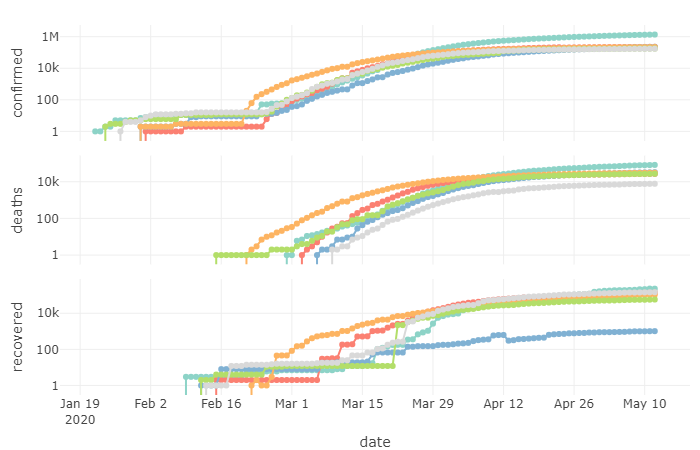 confirmed
1M
10k
100
1
deaths
10k
100
1
recovered
10k
100
1
Jan 19 Feb 2 Feb 16 Mar 1 Mar 15 Mar 29 Apr 12 Apr 26 May 10
2020
date